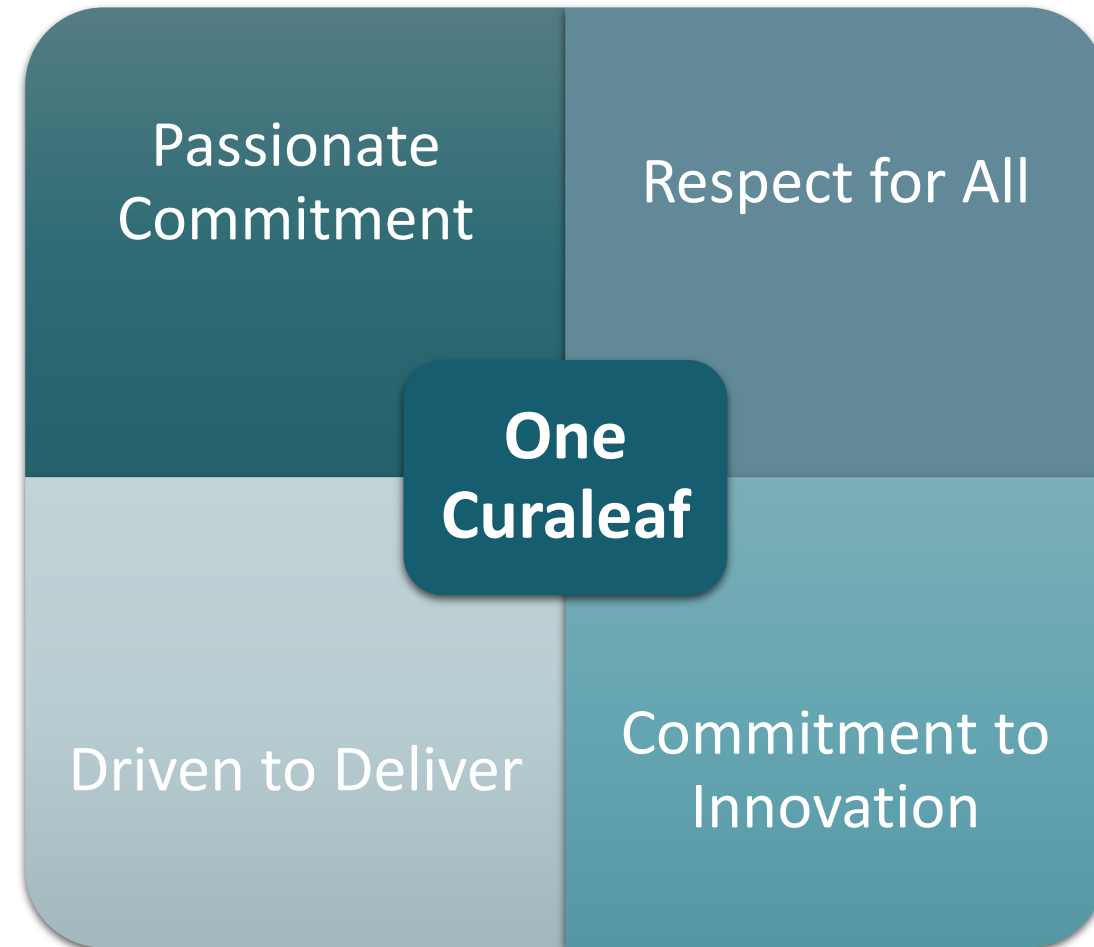 Passionate
Commitment
Respect for All
One
Curaleaf
Driven to Deliver
Commitment to
Innovation